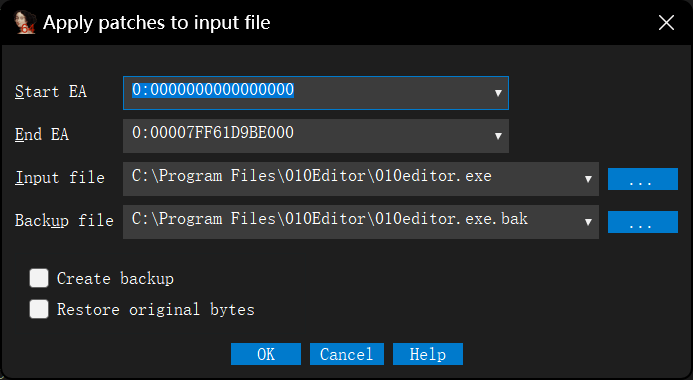 Apply patches to input file
Start EA 0:0000000000000000
End EA 0:00007FF61D9BE000
Input file C:\Program Files\010Editor\010editor.exe ...
Backup file C:\Program Files\010Editor\010editor.exe.bak ...
Create backup
Restore original bytes
OK Cancel Help